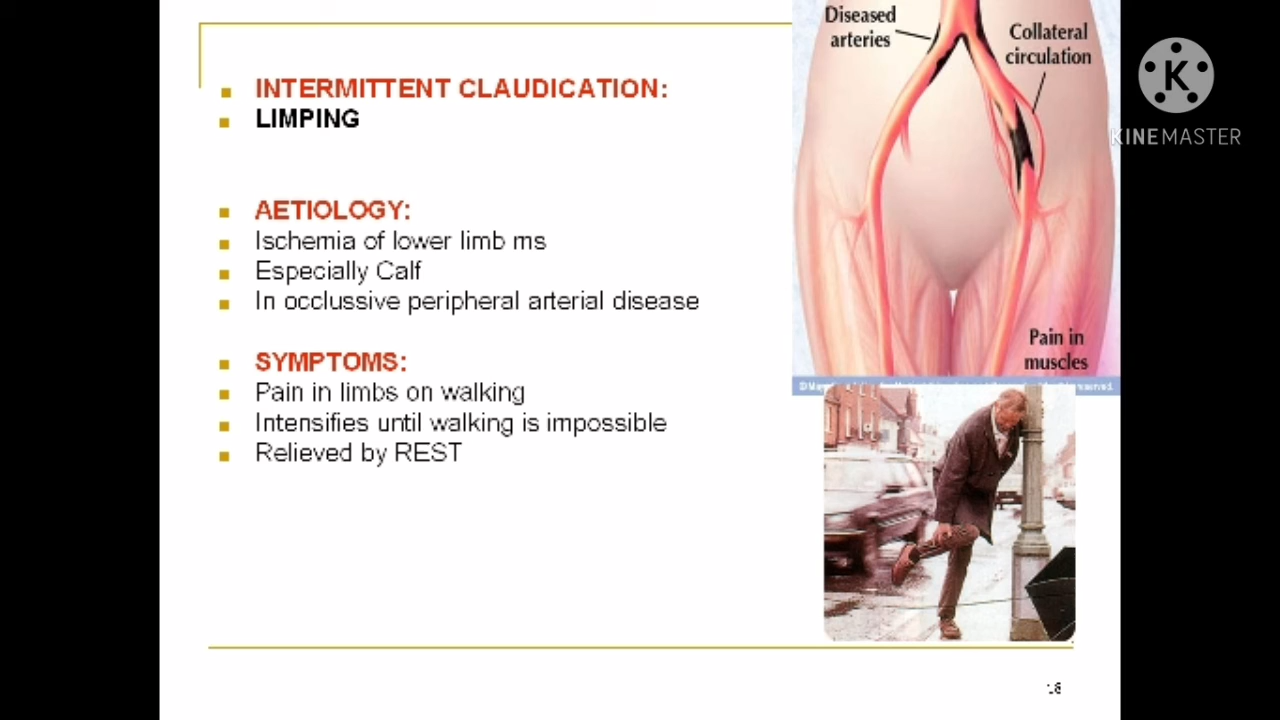 INTERMITTENT CLAUDICATION:
LIMPING
AETIOLOGY:
Ischemia of lower limb ms
Especially Calf
In occlussive peripheral arterial disease
SYMPTOMS:
Pain in limbs on walking
Intensifies until walking is impossible
Relieved by REST
Diseased
arteries
Collateral
circulation
Pain in
muscles
K
KINEMASTER
18